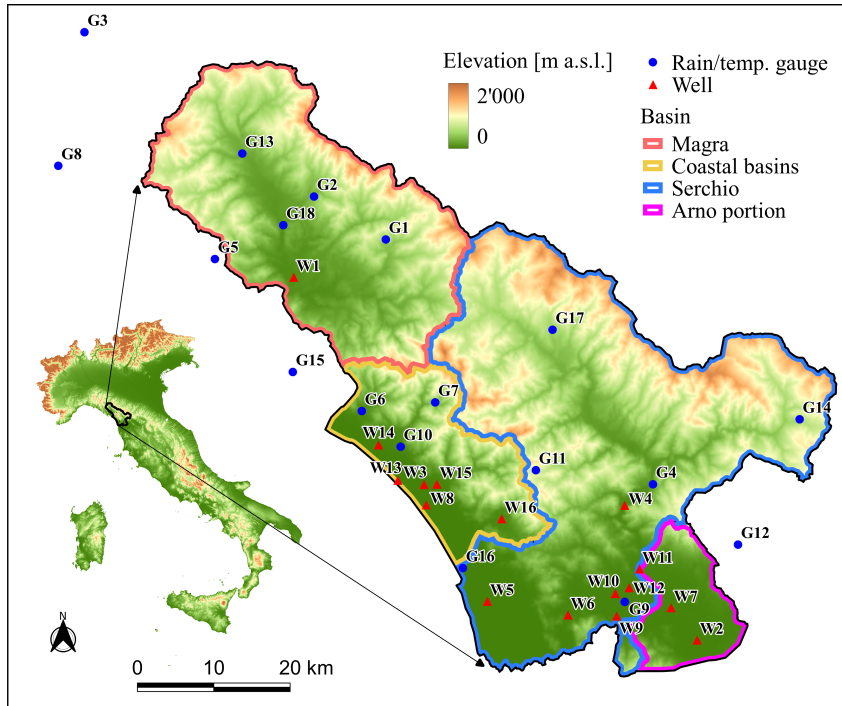 G3
Elevation [m a.s.l.]
2'000
0
Rain/temp. gauge
Well
Basin
Magra
Coastal basins
Serchio
Arno portion
G8
G13
G2
G18
G1
G5
W1
G17
G15
G7
G6
G14
W14
G10
G11
W13
W3
W15
G4
W8
W4
W16
G12
W11
G16
W10
W12
W5
W6
G9
W7
W9
W2
N
0
10
20 km